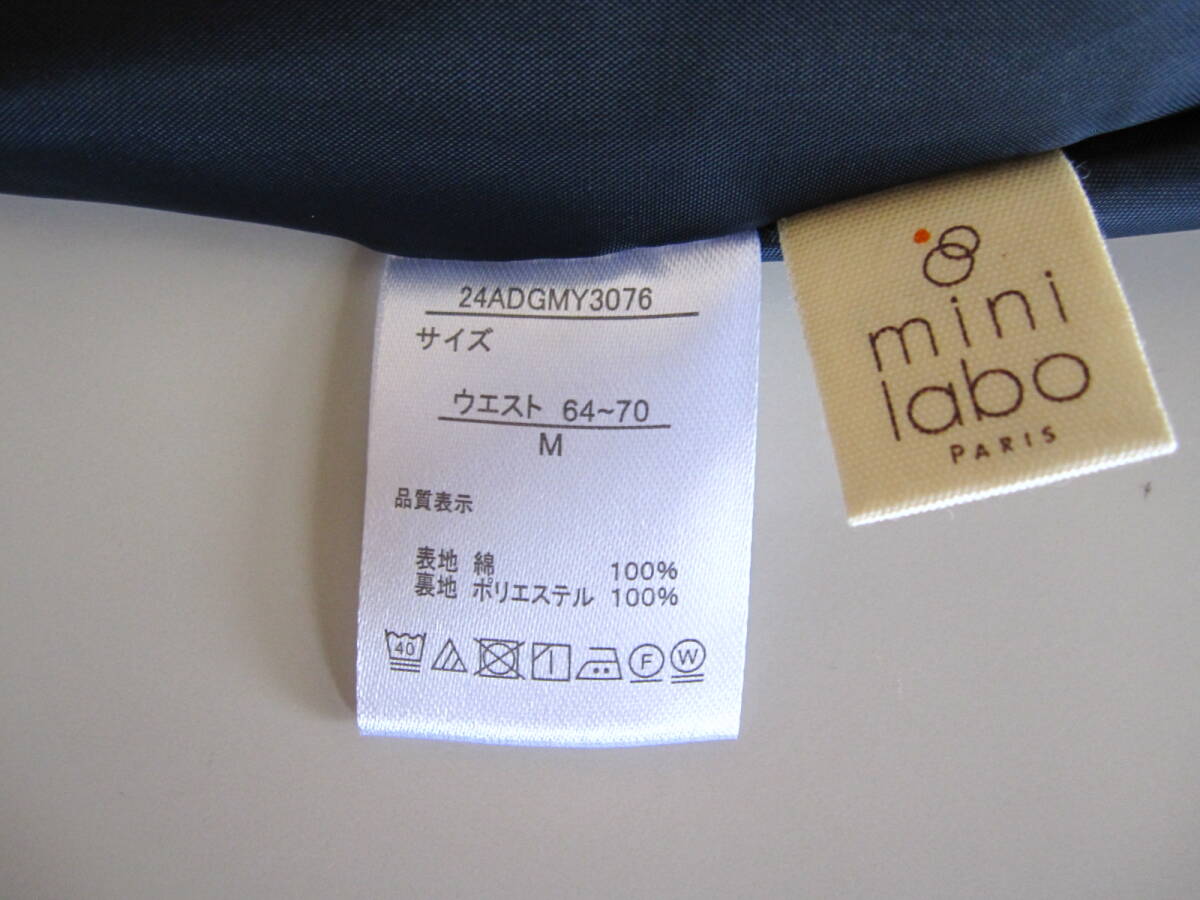 24ADGMY3076
サイズ
ウエスト 64~70
M
品質表示
表地 綿 100%
裏地 ポリエステル 100%
40
F
W
mini
labo
PARIS